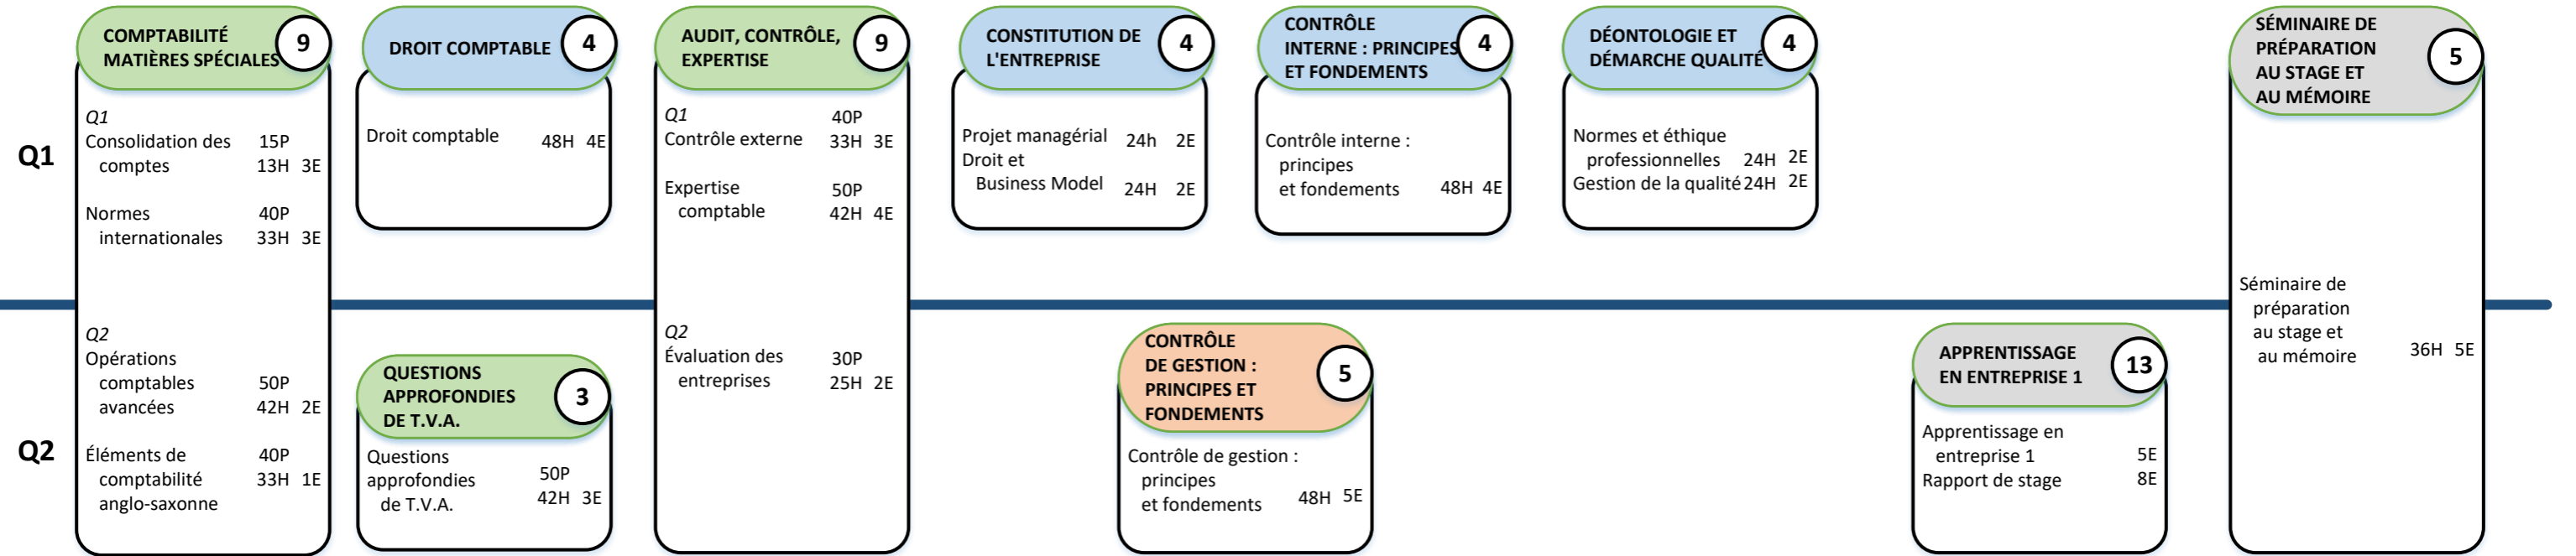 Q1
COMPTABILITÉ
MATIÈRES SPÉCIALES
9
Q1
Consolidation des 15P
comptes 13H 3E
Normes 40P
internationales 33H 3E
Q2
Opérations
comptables 50P
avancées 42H 2E
Éléments de 40P
comptabilité 33H 1E
anglo-saxonne
DROIT COMPTABLE 4
Droit comptable 48H 4E
AUDIT, CONTRÔLE,
EXPERTISE
9
Q1 40P
Contrôle externe 33H 3E
Expertise 50P
comptable 42H 4E
Q2
Évaluation des 30P
entreprises 25H 2E
CONSTITUTION DE
L'ENTREPRISE
4
Projet managérial 24h 2E
Droit et
Business Model 24H 2E
CONTRÔLE
INTERNE : PRINCIPES
ET FONDEMENTS
4
Contrôle interne :
principes
et fondements 48H 4E
DÉONTOLOGIE ET
DÉMARCHE QUALITÉ
4
Normes et éthique
professionnelles 24H 2E
Gestion de la qualité 24H 2E
SÉMINAIRE DE
PRÉPARATION
AU STAGE ET
AU MÉMOIRE
5
Séminaire de
préparation
au stage et
au mémoire 36H 5E
Q2
QUESTIONS
APPROFONDIES
DE T.V.A.
3
Questions
approfondies 50P
de T.V.A. 42H 3E
CONTRÔLE
DE GESTION :
PRINCIPES ET
FONDEMENTS
5
Contrôle de gestion :
principes
et fondements 48H 5E
APPRENTISSAGE
EN ENTREPRISE 1
13
Apprentissage en
entreprise 1 5E
Rapport de stage 8E